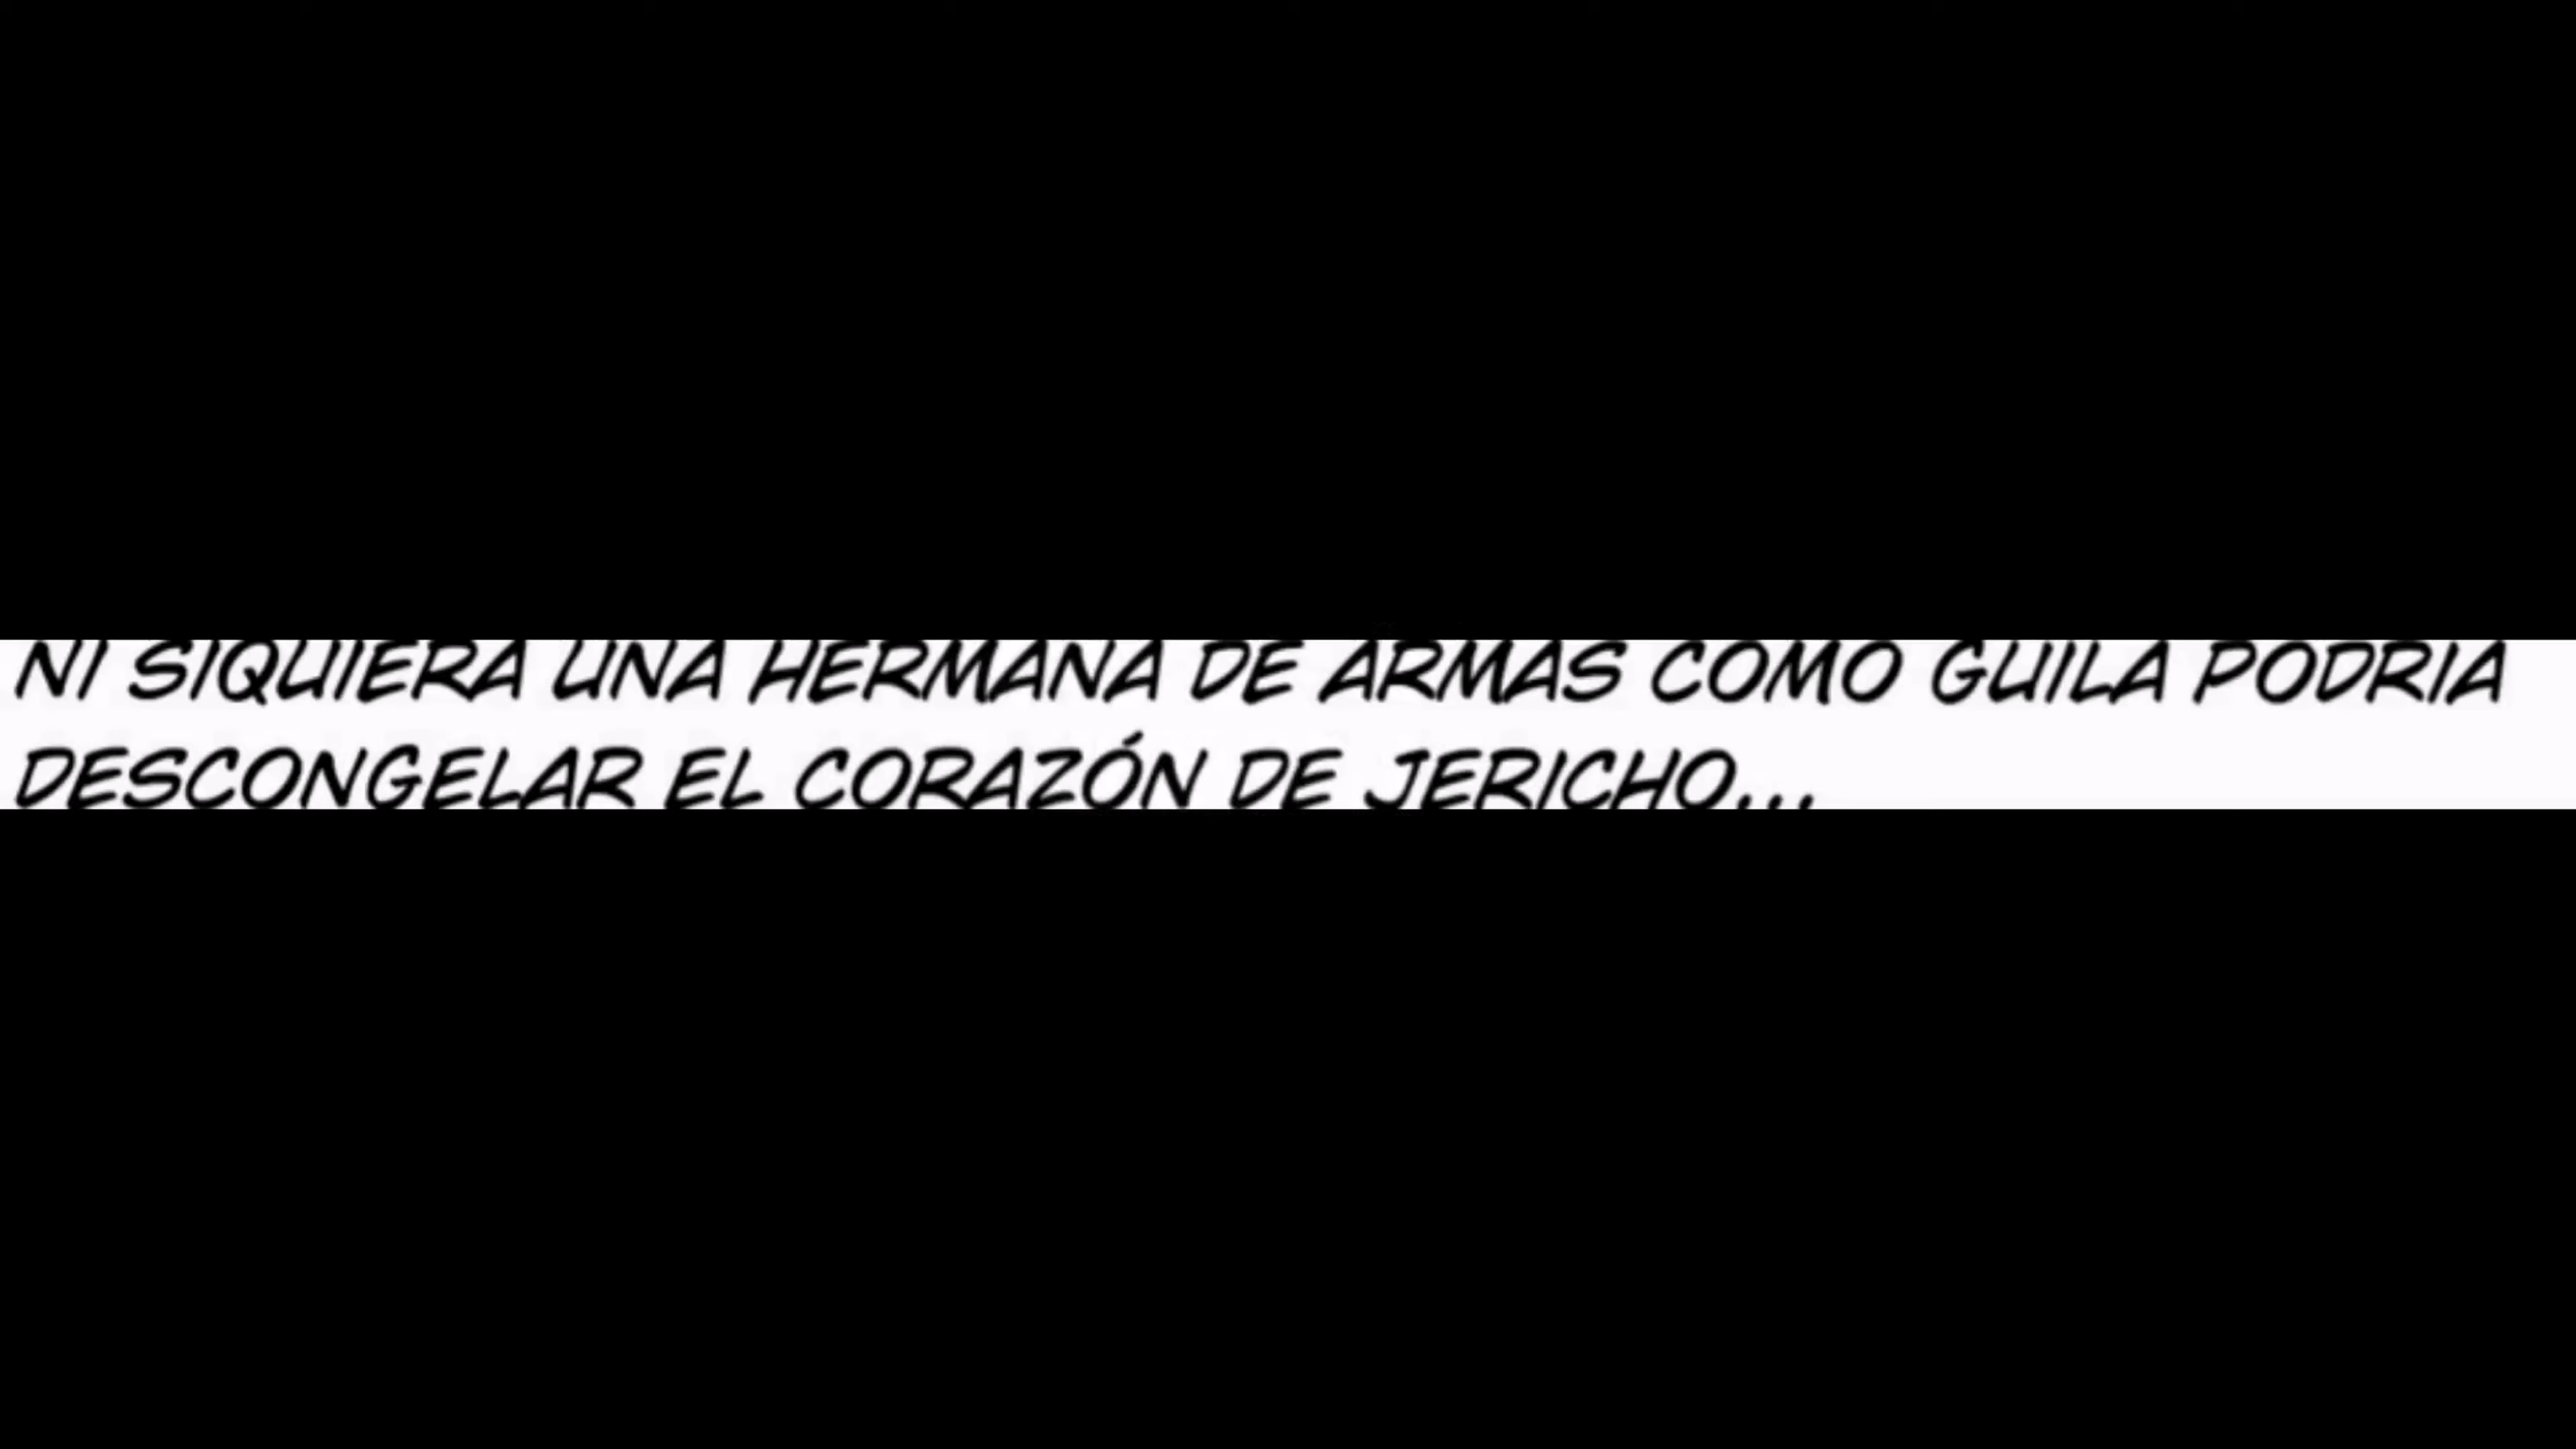 NI SIQUIERA UNA HERMANA DE ARMAS COMO GUILA PODRIA
DESCONGELAR EL CORAZÓN DE JERICHO...